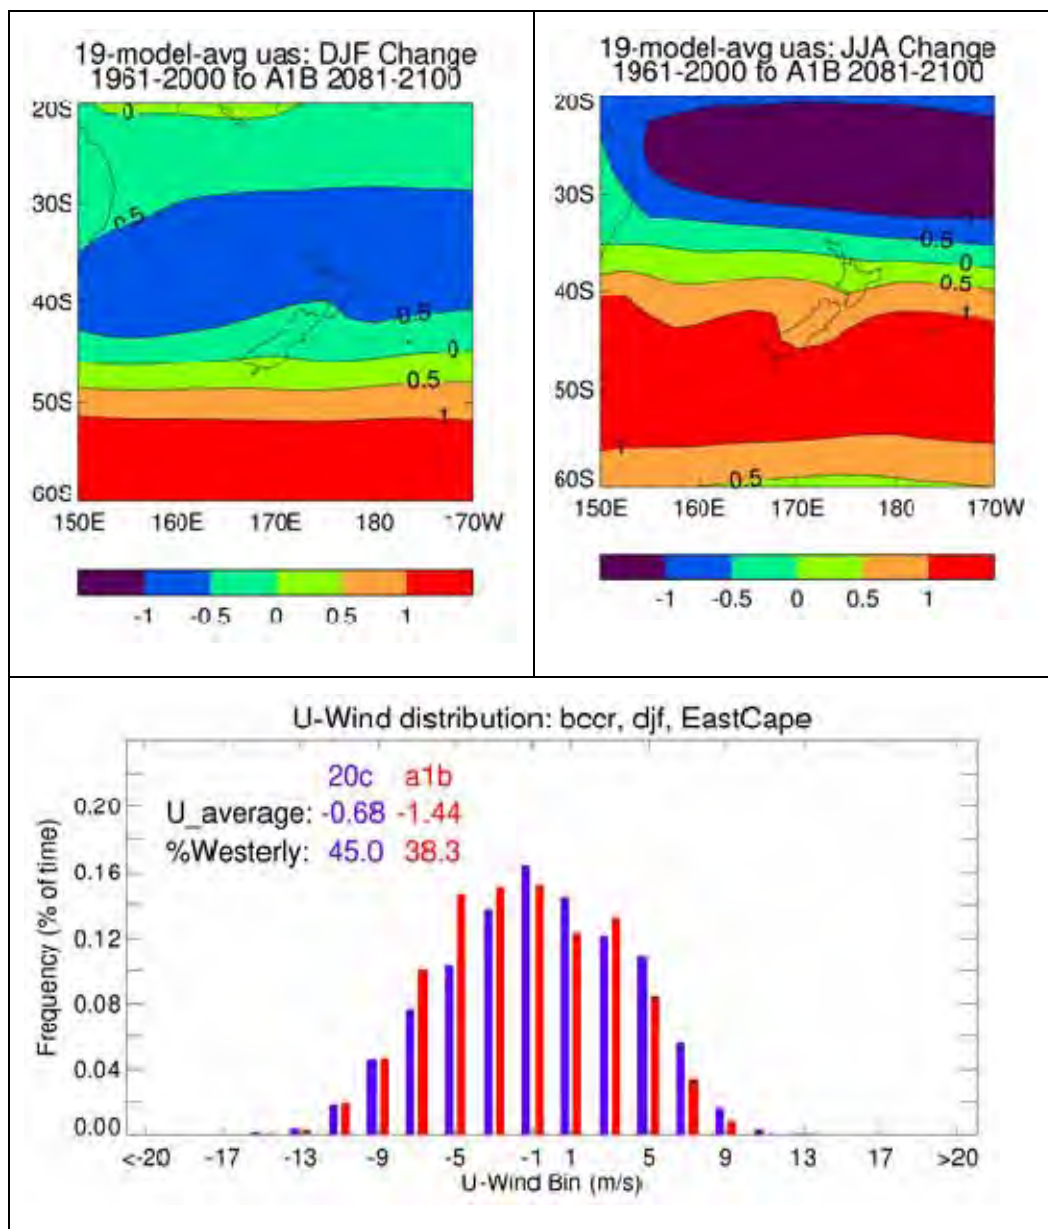 19-model-avg uas: DJF Change
1961-2000 to A1B 2081-2100
20S
30S
40S
50S
60S
0
0.5
0.5
0
0.5
1
150E 160E 170E 180 170W
-1 -0.5 0 0.5 1
19-model-avg uas: JJA Change
1961-2000 to A1B 2081-2100
20S
30S
40S
50S
60S
-1
0.5
0
0.5
1
1
0.5
150E 160E 170E 180 170W
-1 -0.5 0 0.5 1
U-Wind distribution: bccr, djf, EastCape
20c a1b
U_average: -0.68 -1.44
%Westerly: 45.0 38.3
Frequency (% of time)
0.20
0.16
0.12
0.08
0.04
0.00
<-20 -17 -13 -9 -5 -1 1 5 9 13 17 >20
U-Wind Bin (m/s)